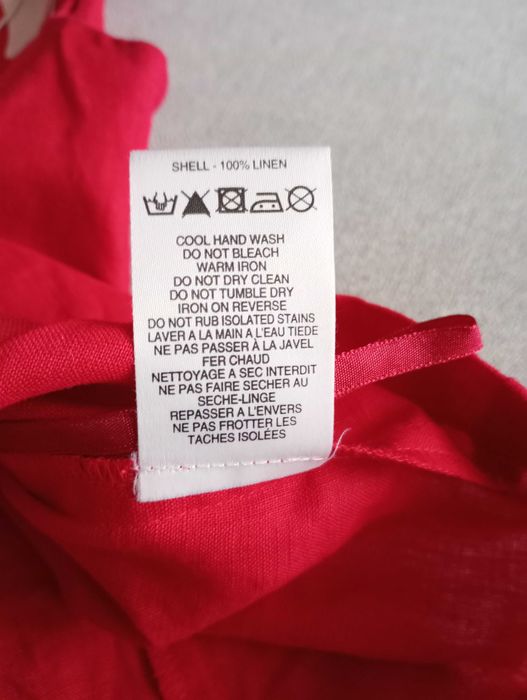 SHELL - 100% LINEN
COOL HAND WASH
DO NOT BLEACH
WARM IRON
DO NOT DRY CLEAN
DO NOT TUMBLE DRY
IRON ON REVERSE
DO NOT RUB ISOLATED STAINS
LAVER A LA MAIN A L'EAU TIEDE
NE PAS PASSER À LA JAVEL
FER CHAUD
NETTOYAGE A SEC INTERDIT
NE PAS FAIRE SECHER AU
SECHE-LINGE
REPASSER A L'ENVERS
NE PAS FROTTER LES
TACHES ISOLÉES